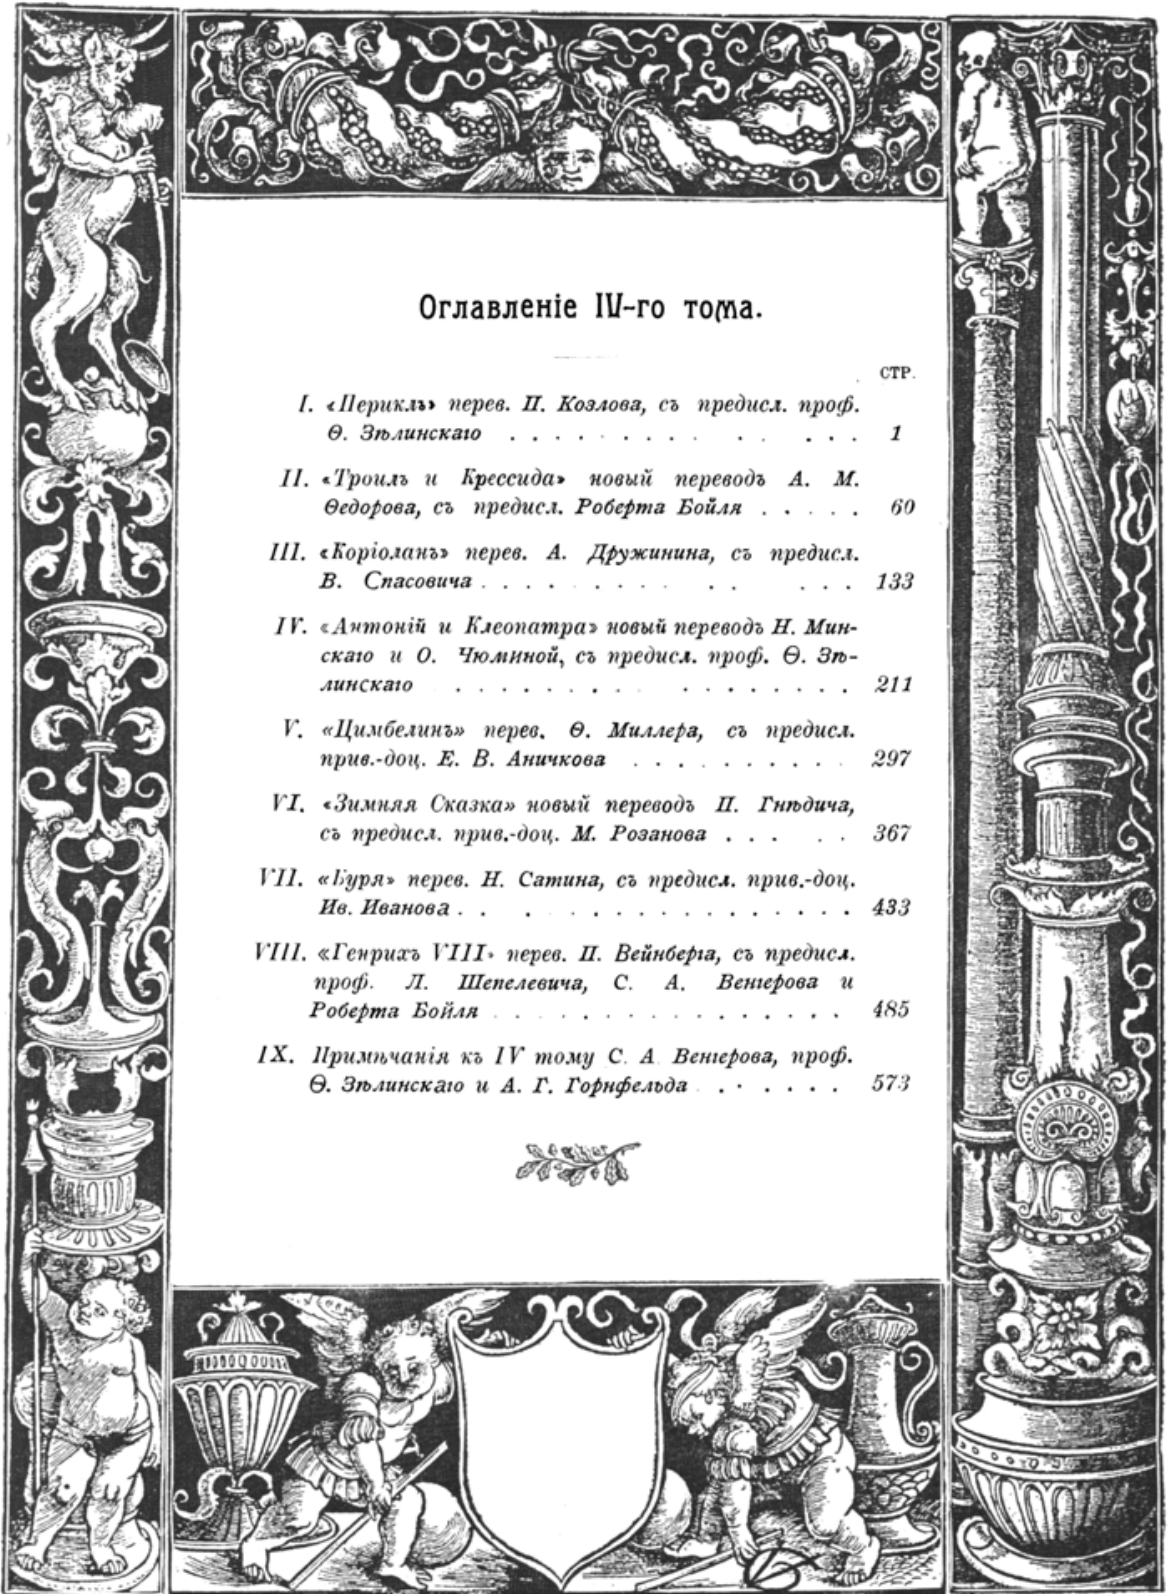 Оглавленіе IV-го тома.
СТР.
I. «Периклъ» перев. П. Козлова, съ предисл. проф.
Ѳ. Зѣлинскаго . . . . . . . . . . . . . . 1
II. «Троилъ и Крессида» новый переводъ А. М.
Ѳедорова, съ предисл. Роберта Бойля . . . . . 60
III. «Коріоланъ» перев. А. Дружинина, съ предисл.
В. Спасовича . . . . . . . . . . . . . 133
IV. «Антоній и Клеопатра» новый переводъ Н. Мин-
скаго и О. Чюминой, съ предисл. проф. Ѳ. Зѣ-
линскаго . . . . . . . . . . . . . . . 211
V. «Цимбелинъ» перев. Ѳ. Миллера, съ предисл.
прив.-доц. Е. В. Аничкова . . . . . . . . . . 297
VI. «Зимняя Сказка» новый переводъ П. Гнѣдича,
съ предисл. прив.-доц. М. Розанова . . . . . 367
VII. «Буря» перев. Н. Сатина, съ предисл. прив.-доц.
Ив. Иванова . . . . . . . . . . . . . . . . 433
VIII. «Генрихъ VIII» перев. П. Вейнберга, съ предисл.
проф. Л. Шепелевича, С. А. Венгерова и
Роберта Бойля . . . . . . . . . . . . . . . 485
IX. Примѣчанія къ IV тому С. А. Венгерова, проф.
Ѳ. Зѣлинскаго и А. Г. Горнфельда . . . . . . . 573